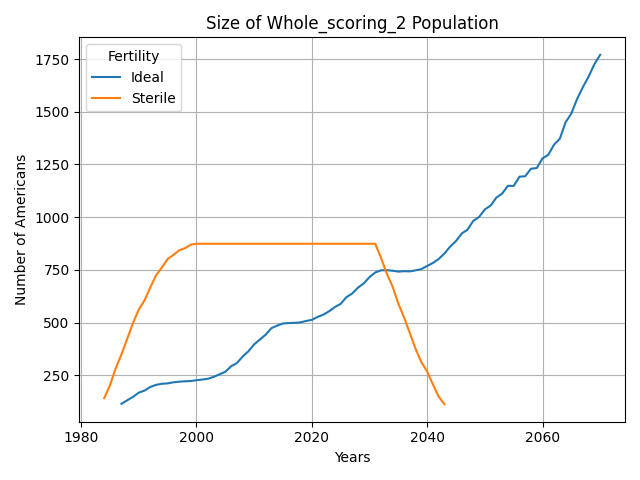 Size of Whole_scoring_2 Population
Fertility
Ideal
Sterile
Number of Americans
1750
1500
1250
1000
750
500
250
1980
2000
2020
2040
2060
Years